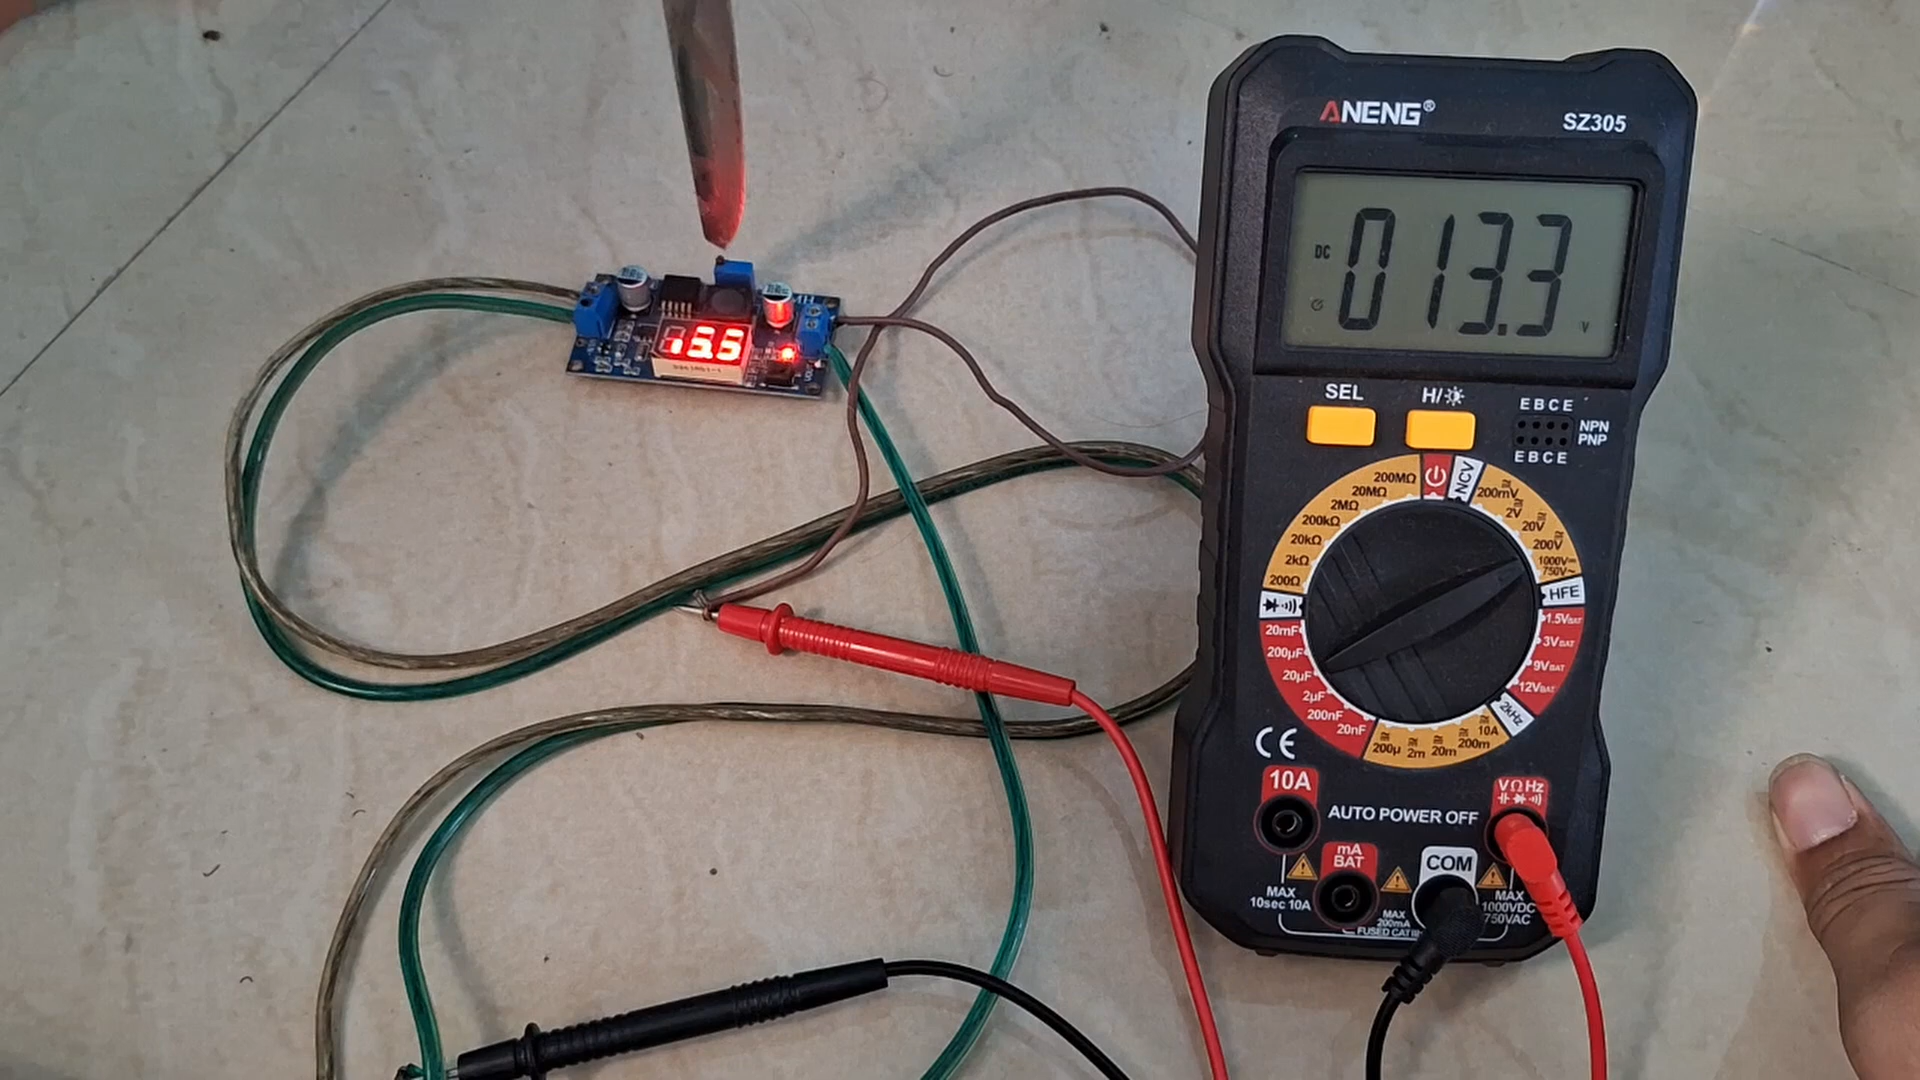 ANENG®
SZ305
DC
013.3
V
SEL
H/
E B C E
NPN
PNP
E B C E
NCV
200mV
2V
20V
200V
1000V
750V~
HFE
1.5VBAT
3VBAT
9VBAT
12VBAT
2kHz
10A
200m
20m
2m
200µ
20nF
200nF
2µF
20µF
200µF
20mF
200Ω
2kΩ
20kΩ
200kΩ
2MΩ
20MΩ
200MΩ
10A
AUTO POWER OFF
VΩHz
mA
BAT
COM
MAX
10sec 10A
MAX
200mA
MAX
1000VDC
750VAC
FUSED
CE